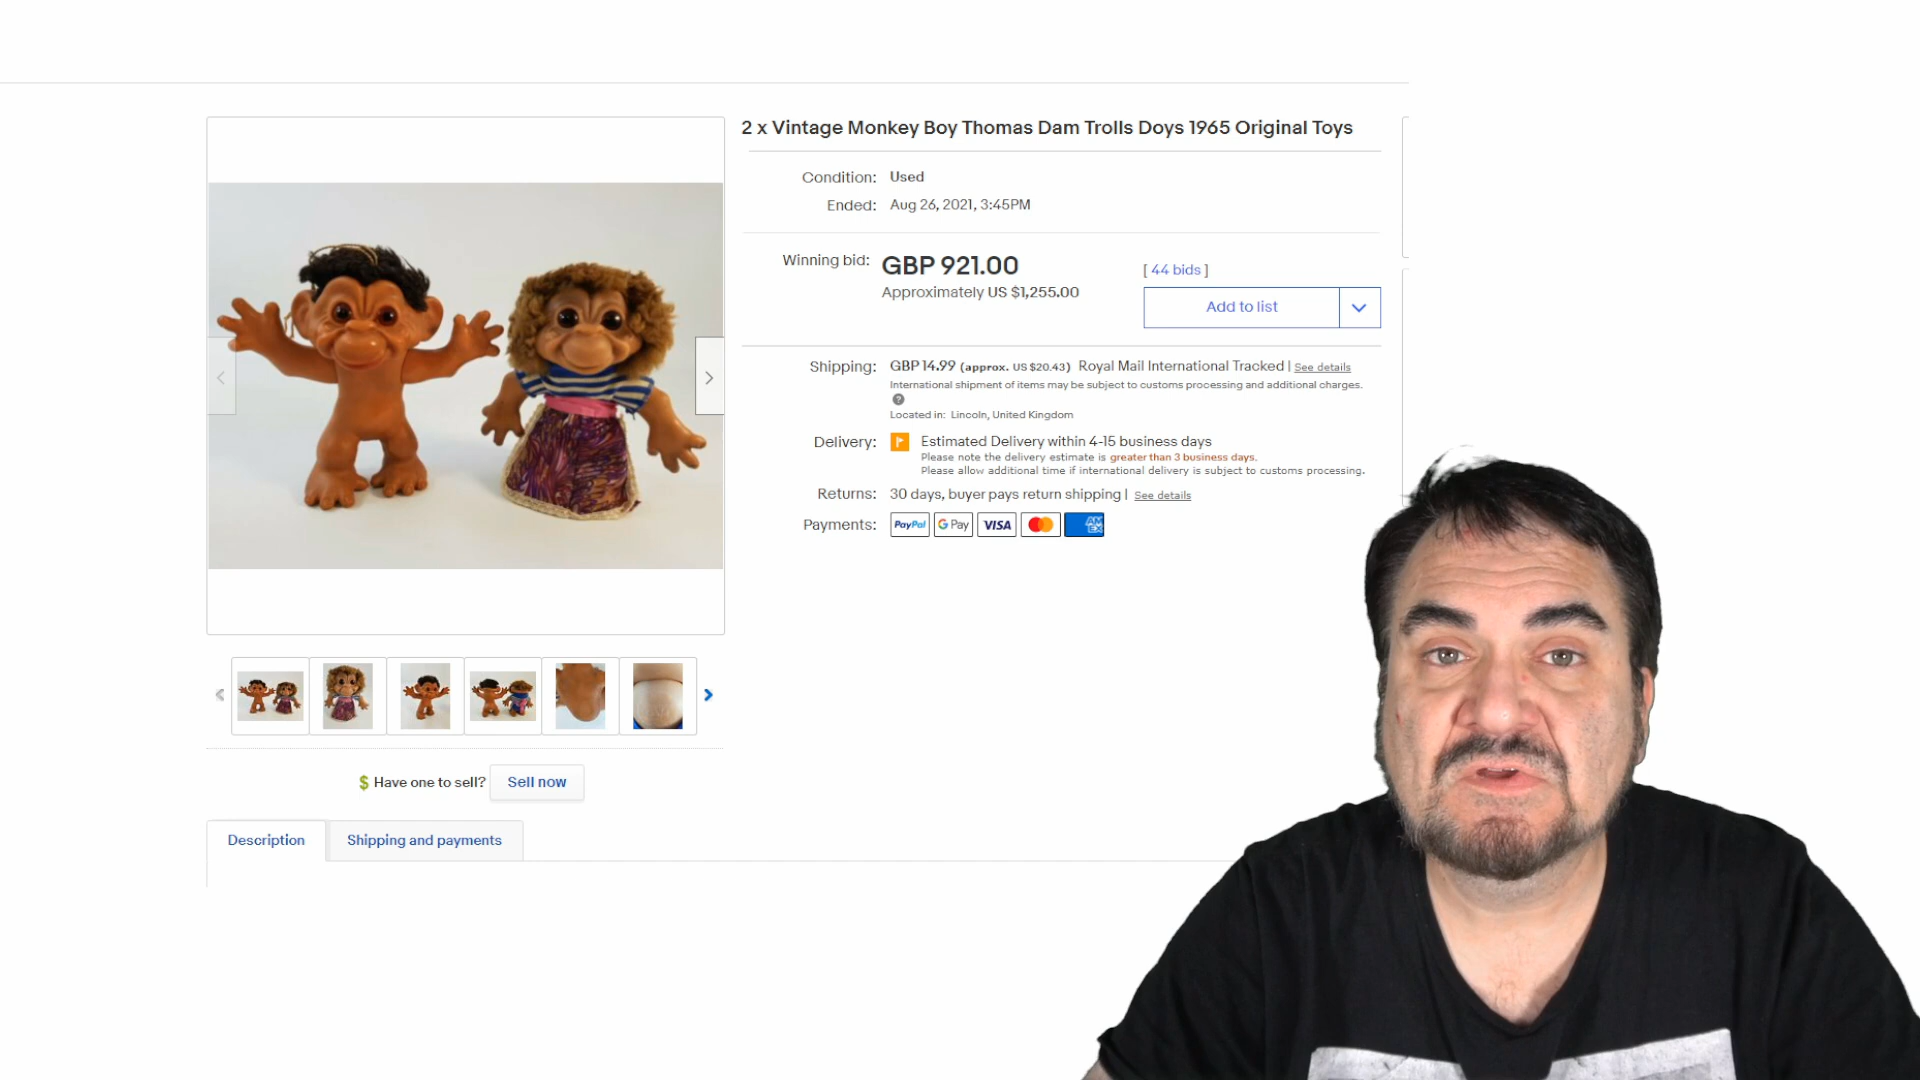 2 x Vintage Monkey Boy Thomas Dam Trolls Doys 1965 Original Toys
Condition: Used
Ended: Aug 26, 2021, 3:45PM
Winning bid: GBP 921.00 [ 44 bids ]
Approximately US $1,255.00
Add to list
Shipping: GBP 14.99 (approx. US $20.43) Royal Mail International Tracked | See details
International shipment of items may be subject to customs processing and additional charges.
?
Located in: Lincoln, United Kingdom
Delivery: Estimated Delivery within 4-15 business days
Please note the delivery estimate is greater than 3 business days.
Please allow additional time if international delivery is subject to customs processing.
Returns: 30 days, buyer pays return shipping | See details
Payments: PayPal G Pay VISA AMEX
$ Have one to sell? Sell now
Description Shipping and payments